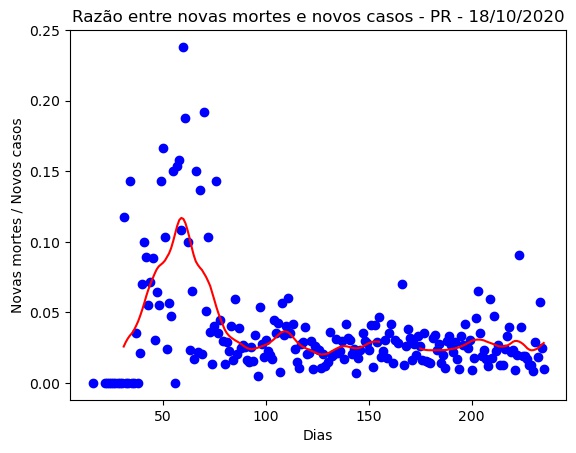 Razão entre novas mortes e novos casos - PR - 18/10/2020
Novas mortes / Novos casos
0.25
0.20
0.15
0.10
0.05
0.00
50 100 150 200
Dias